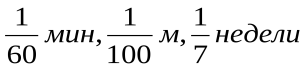 1/60 мин, 1/100 м, 1/7 недели